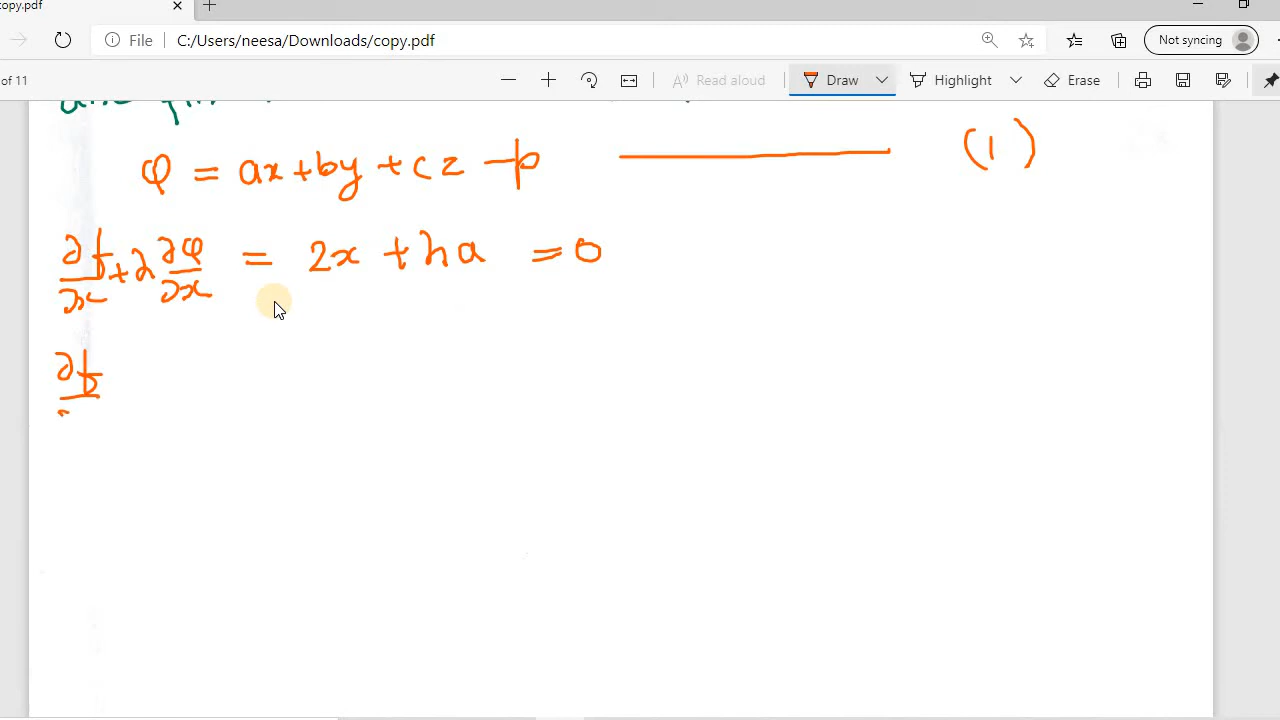 copy.pdf
File C:/Users/neesa/Downloads/copy.pdf Not syncing
of 11 Read aloud Draw Highlight Erase
φ = ax+by+cz-p (1)
∂f/∂x + λ ∂φ/∂x = 2x + λa = 0
∂f